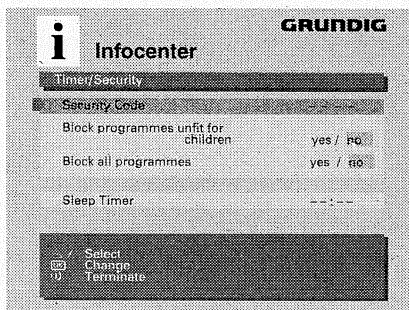 GRUNDIG
i Infocenter
Timer/Security
Security Code - - - -
Block programmes unfit for
children yes / no
Block all programmes yes / no
Sleep Timer --:--
Select
OK Change
i Terminate